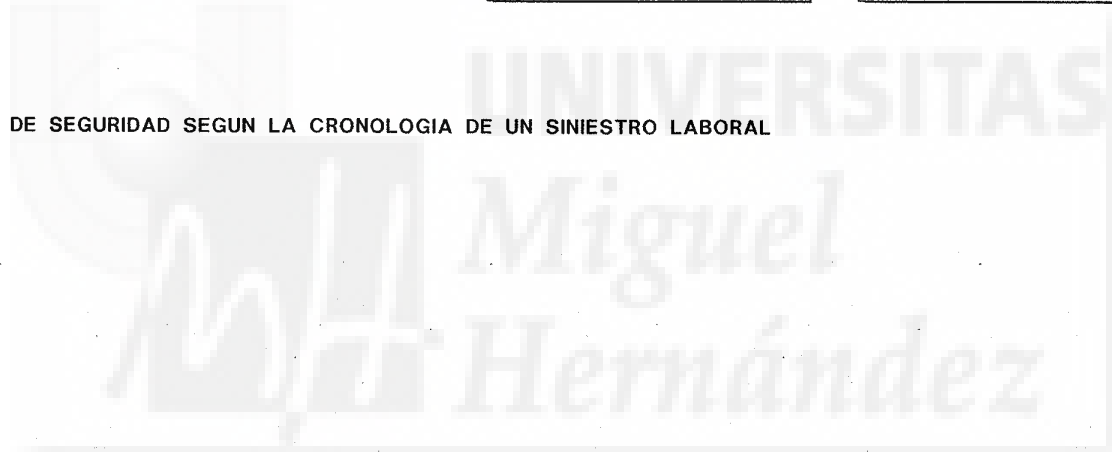 UNIVERSITAS
DE SEGURIDAD SEGUN LA CRONOLOGIA DE UN SINIESTRO LABORAL
Miguel
Hernández